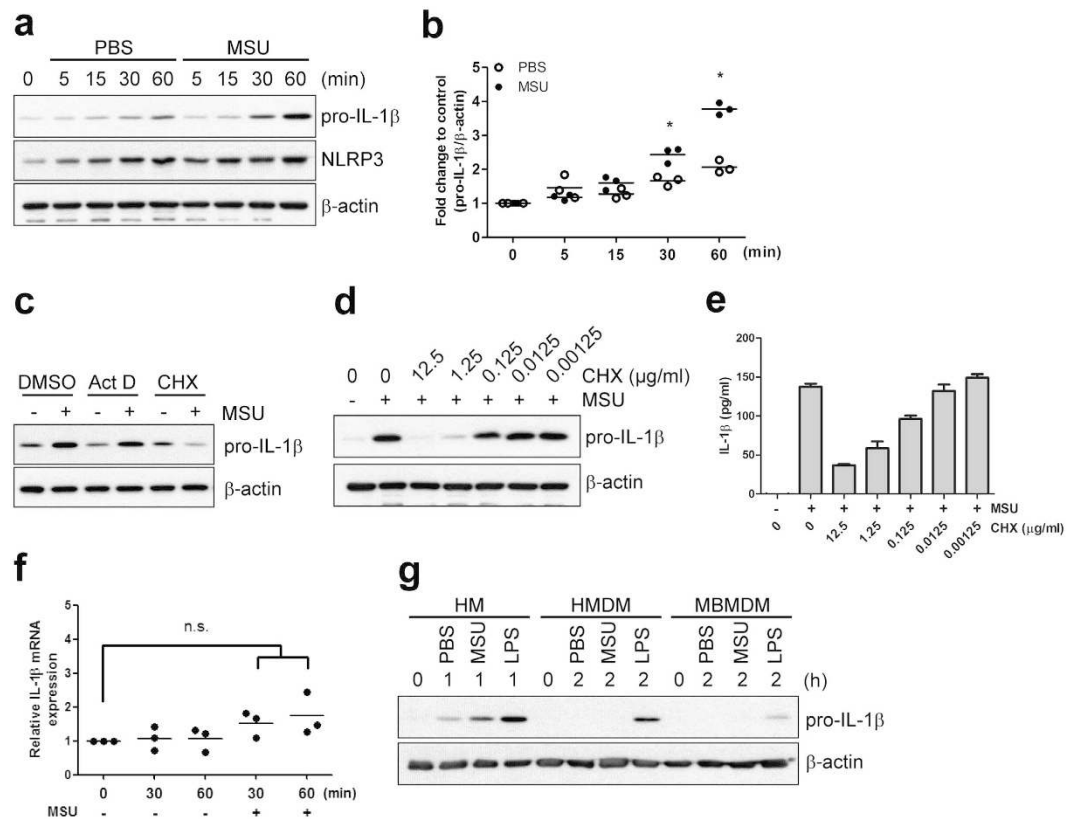 a
PBS MSU
0 5 15 30 60 5 15 30 60 (min)
pro-IL-1β
NLRP3
β-actin
b
PBS
MSU
Fold change to control
(pro-IL-1β/β-actin)
5
4
3
2
1
0
*
*
0 5 15 30 60 (min)
c
DMSO Act D CHX
- + - + - + MSU
pro-IL-1β
β-actin
d
0 0 12.5 1.25 0.125 0.0125 0.00125 CHX (µg/ml)
- + + + + + + MSU
pro-IL-1β
β-actin
e
IL-1β (pg/ml)
200
150
100
50
0
- + + + + + + MSU
0 0 12.5 1.25 0.125 0.0125 0.00125 CHX (µg/ml)
f
Relative IL-1β mRNA
expression
5
4
3
2
1
0
n.s.
0 30 60 30 60 (min)
MSU - - - + +
g
HM HMDM MBMDM
PBS MSU LPS PBS MSU LPS PBS MSU LPS
0 1 1 1 0 2 2 2 0 2 2 2 (h)
pro-IL-1β
β-actin